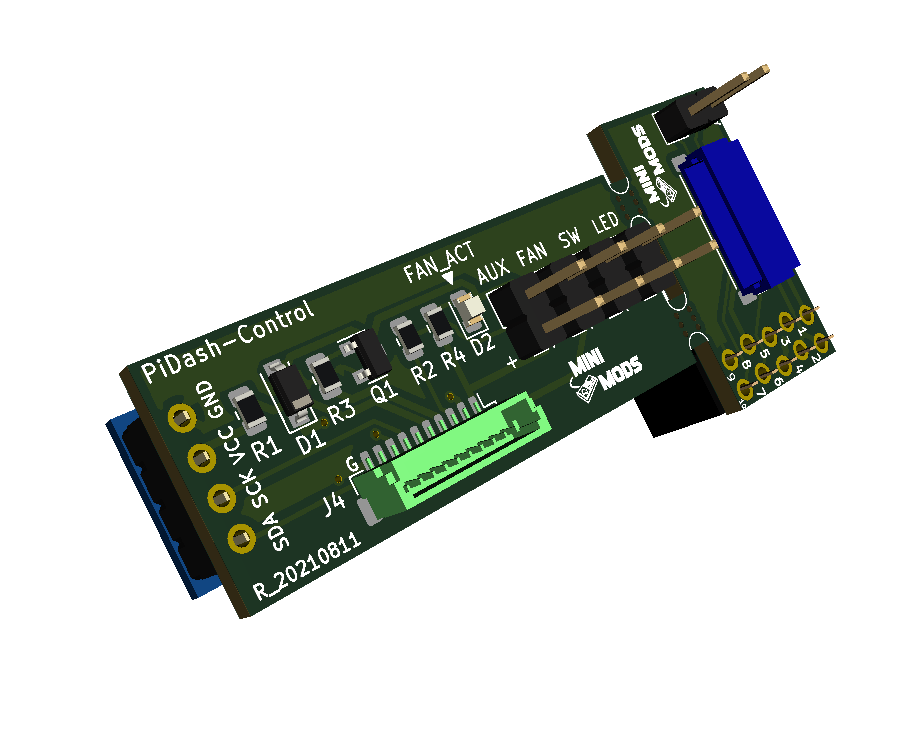 PiDash-Control
FAN_ACT
AUX FAN SW LED
GND
VCC
SCK
SDA
R1
D1
R3
Q1
R2
R4
D2
+
G
J4
R_20210811
MINI
MODS
MINI
MODS
1
3
5
7
9
2
4
6
8